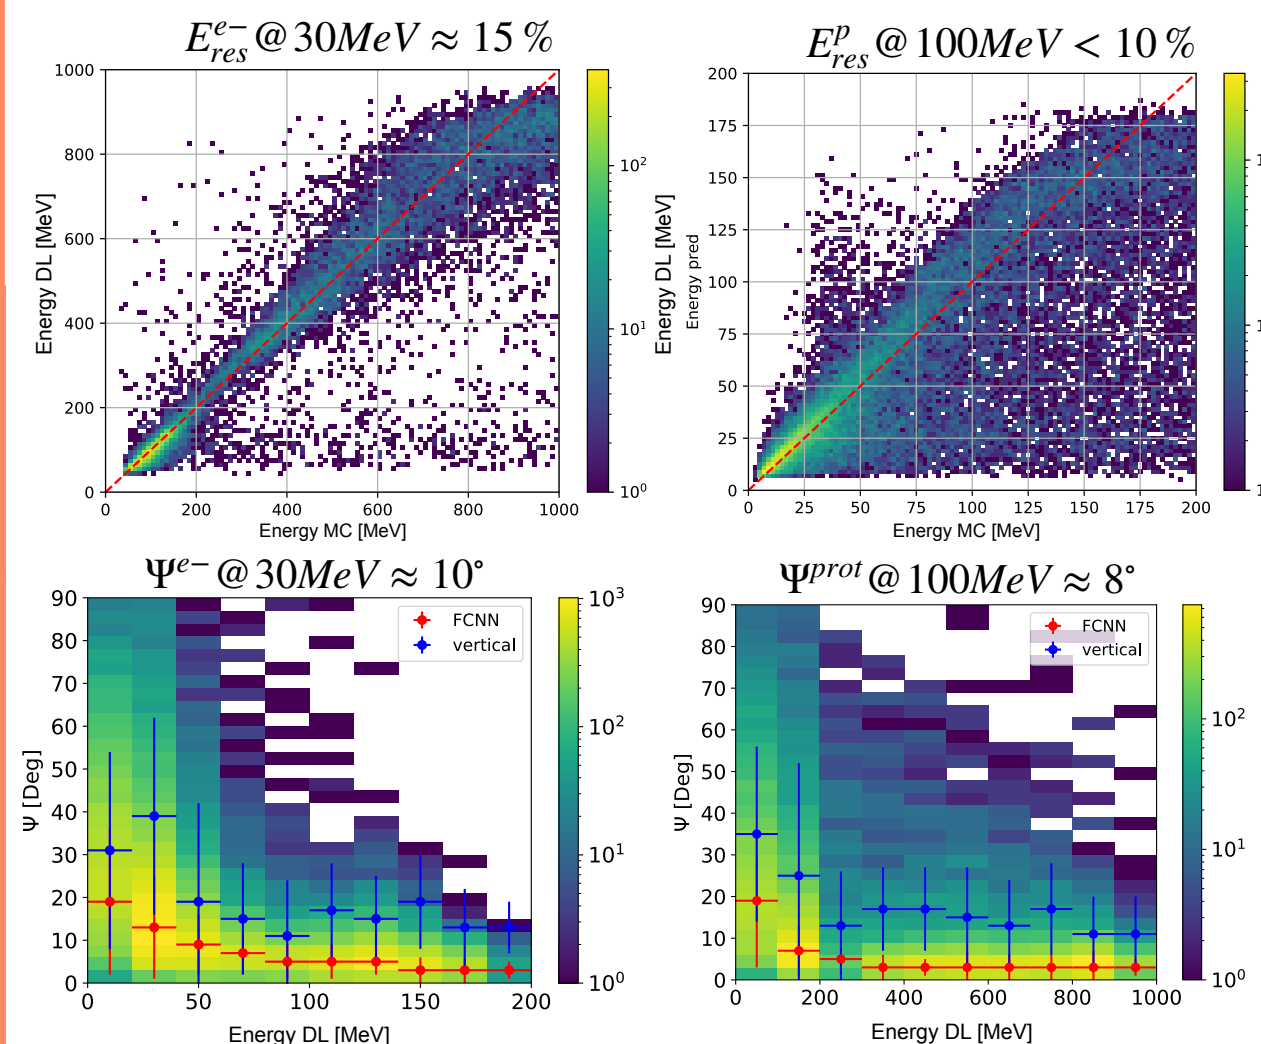 E_{res}^{e-}@30MeV ≈ 15 %
1000
800
600
400
200
0
Energy DL [MeV]
0 200 400 600 800 1000
Energy MC [MeV]
10^2
10^1
10^0
E_{res}^{p}@100MeV < 10 %
200
175
150
125
100
75
50
25
0
Energy DL [MeV]
Energy pred
0 25 50 75 100 125 150 175 200
Energy MC [MeV]
Ψ^{e-}@30MeV ≈ 10°
90
80
70
60
50
40
30
20
10
0
Ψ [Deg]
FCNN
vertical
0 50 100 150 200
Energy DL [MeV]
10^3
10^2
10^1
10^0
Ψ^{prot}@100MeV ≈ 8°
90
80
70
60
50
40
30
20
10
0
Ψ [Deg]
FCNN
vertical
0 200 400 600 800 1000
Energy DL [MeV]
10^2
10^1
10^0